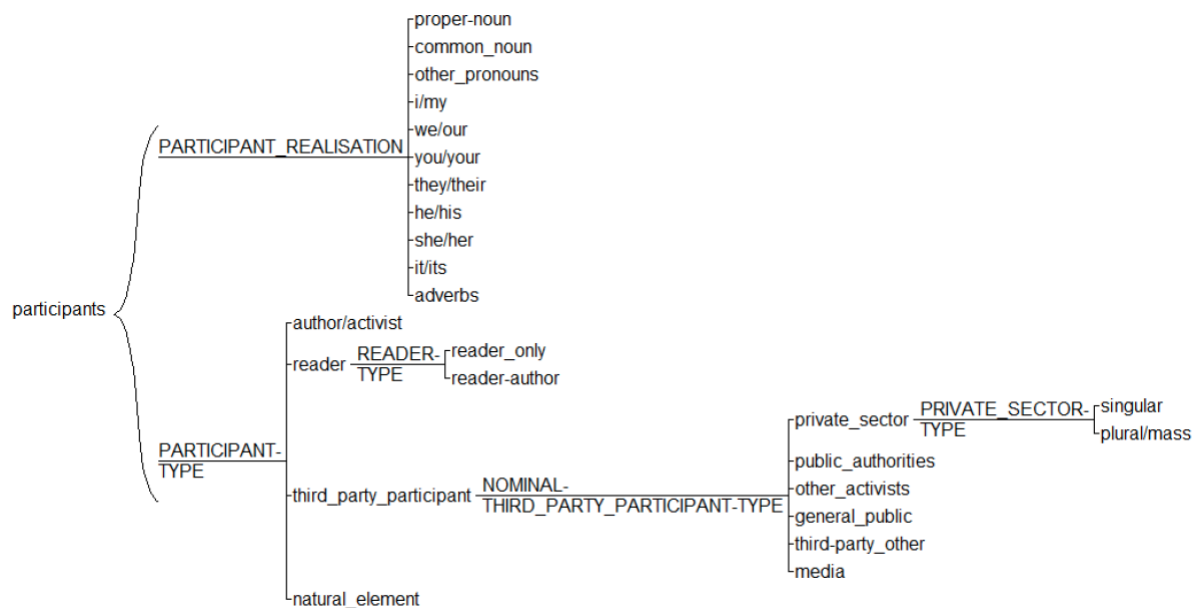 proper-noun
common_noun
other_pronouns
i/my
we/our
PARTICIPANT_REALISATION
you/your
they/their
he/his
she/her
it/its
adverbs
participants
author/activist
reader
READER-
TYPE
reader_only
reader-author
PARTICIPANT-
TYPE
third_party_participant
NOMINAL-
THIRD_PARTY_PARTICIPANT-TYPE
private_sector
PRIVATE_SECTOR-
TYPE
singular
plural/mass
public_authorities
other_activists
general_public
third-party_other
media
natural_element